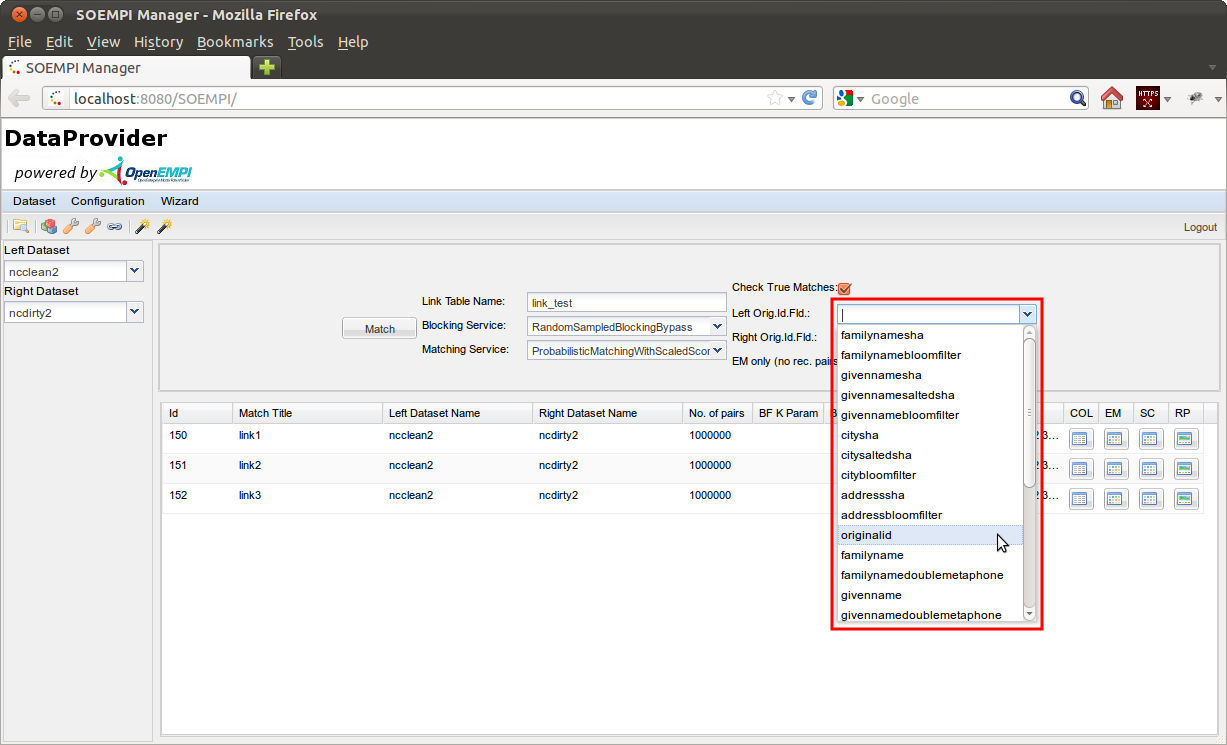 SOEMPI Manager - Mozilla Firefox
File Edit View History Bookmarks Tools Help
SOEMPI Manager
localhost:8080/SOEMPI/
Google
HTTPS
DataProvider
powered by OpenEMPI
Dataset Configuration Wizard
Logout
Left Dataset
ncclean2
Right Dataset
ncdirty2
Match
Link Table Name: link_test
Blocking Service: RandomSampledBlockingBypass
Matching Service: ProbabilisticMatchingWithScaledScor
Check True Matches:
Left Orig.Id.Fld.:
Right Orig.Id.Fld.:
EM only (no rec. pairs
familynamesha
familynamebloomfilter
givennamesha
givennamesaltedsha
givennamebloomfilter
citysha
citysaltedsha
citybloomfilter
addresssha
addressbloomfilter
originalid
familyname
familynamedoublemetaphone
givenname
givennamedoublemetaphone
Id Match Title Left Dataset Name Right Dataset Name No. of pairs BF K Param COL EM SC RP
150 link1 ncclean2 ncdirty2 1000000
151 link2 ncclean2 ncdirty2 1000000
152 link3 ncclean2 ncdirty2 1000000